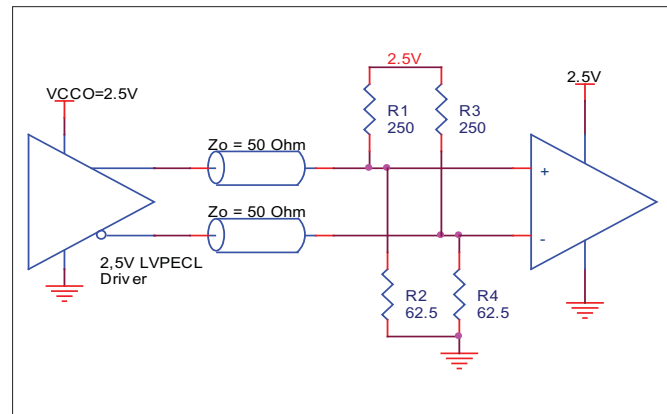 2.5V
VCCO=2.5V
2.5V
R1
250
R3
250
Zo = 50 Ohm
+
Zo = 50 Ohm
-
2,5V LVPECL
Driver
R2
62.5
R4
62.5